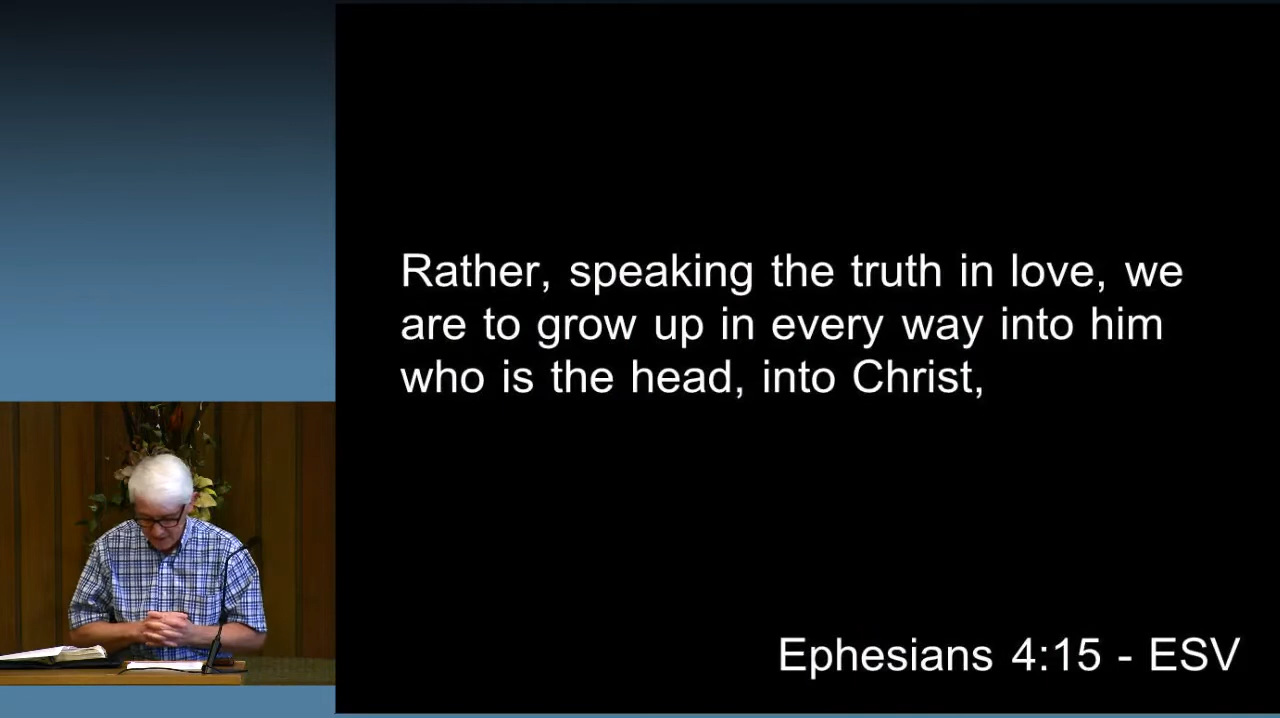 Rather, speaking the truth in love, we
are to grow up in every way into him
who is the head, into Christ,
Ephesians 4:15 - ESV